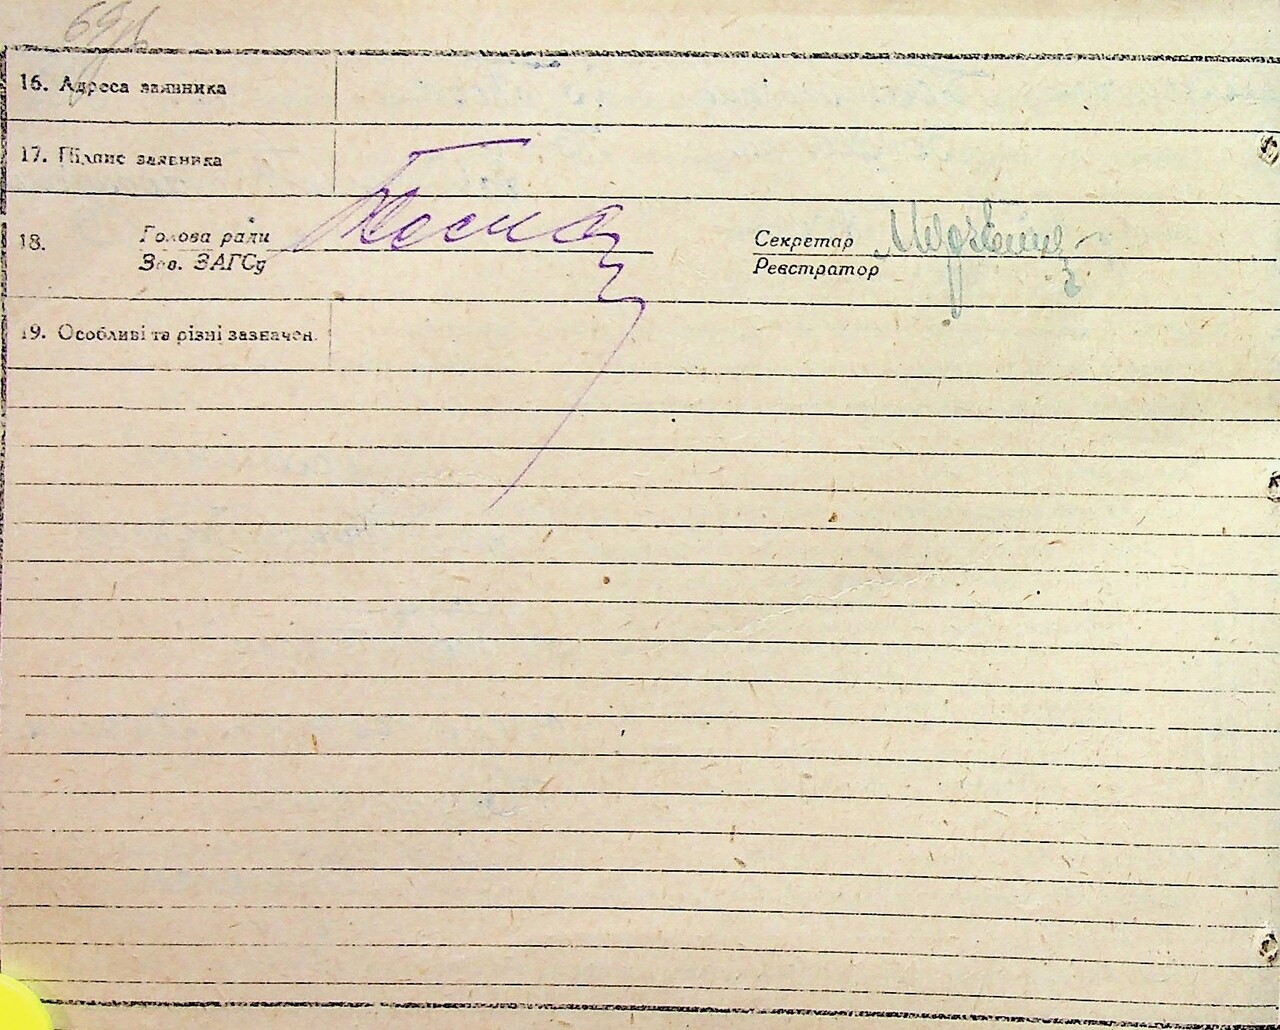 16. Адреса заявника
17. Підпис заявника
18. Голова ради
Зав. ЗАГСу
Секретар
Реєстратор
19. Особливі та різні зазначен.